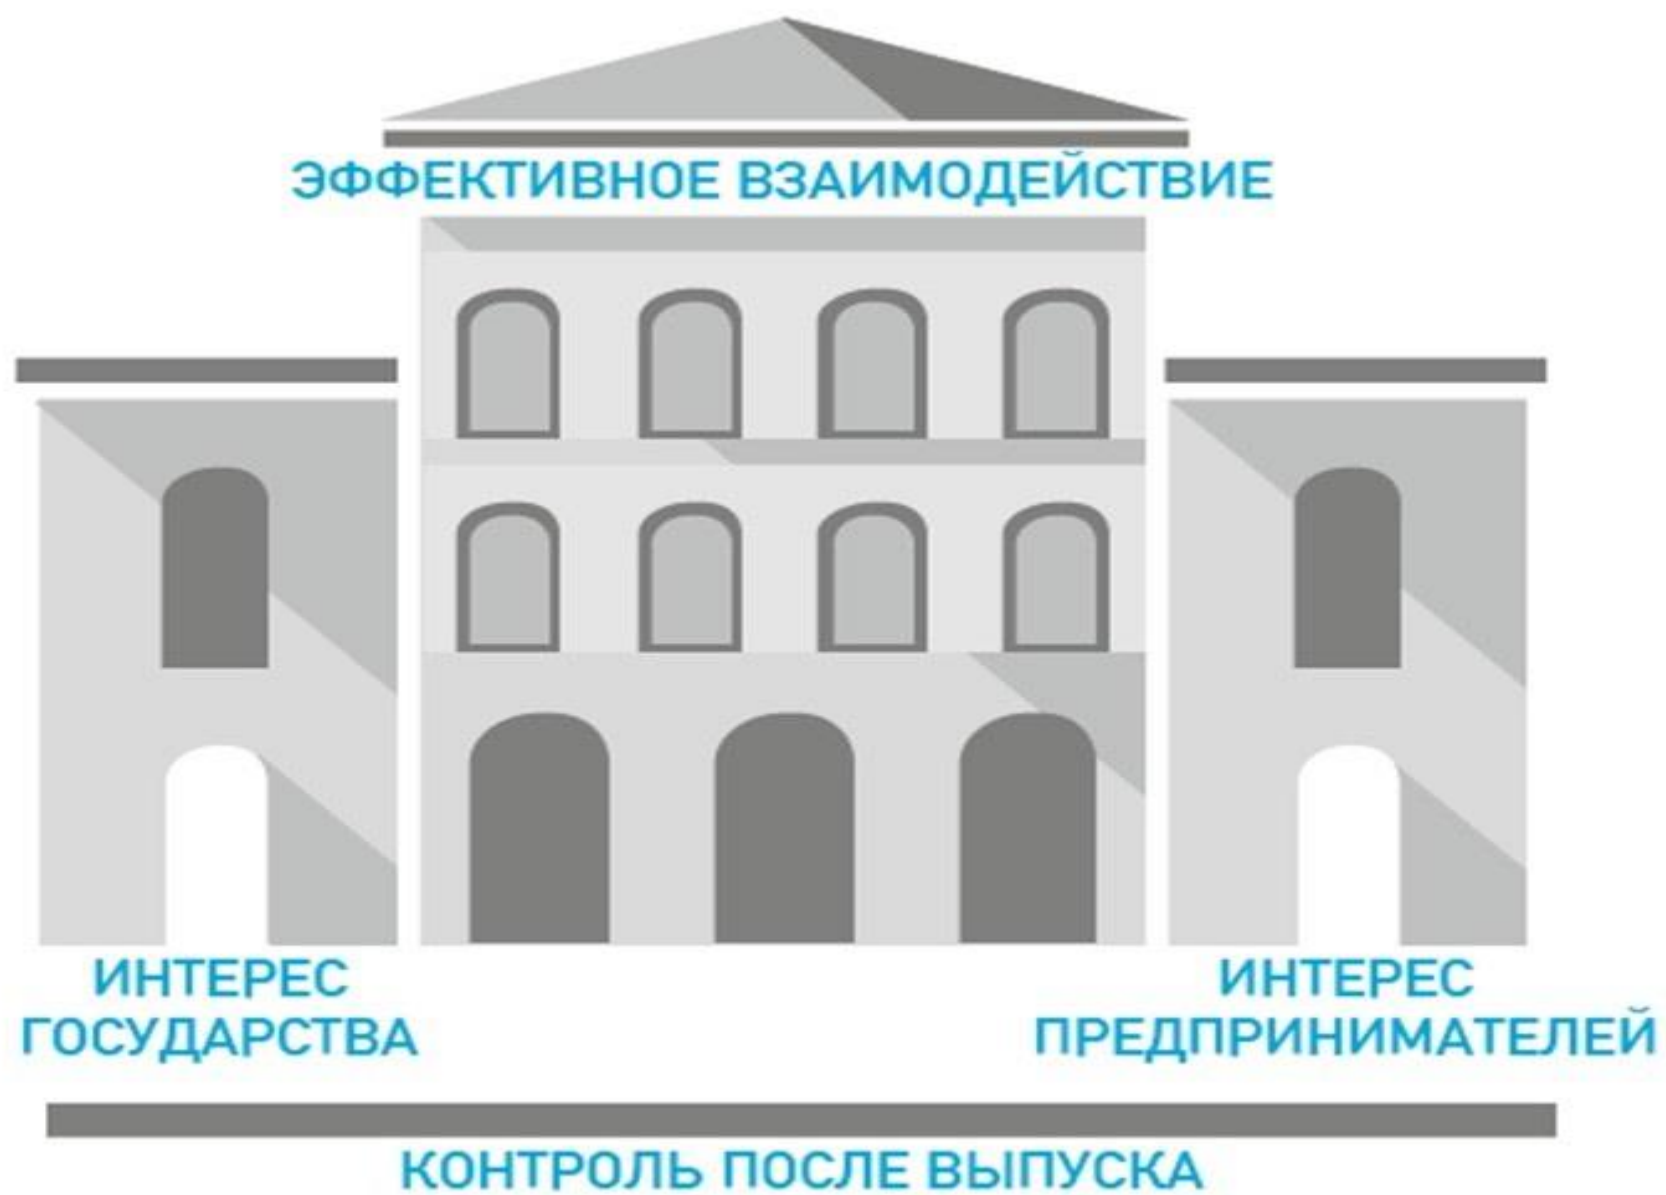 ЭФФЕКТИВНОЕ ВЗАИМОДЕЙСТВИЕ
ИНТЕРЕС
ГОСУДАРСТВА
ИНТЕРЕС
ПРЕДПРИНИМАТЕЛЕЙ
КОНТРОЛЬ ПОСЛЕ ВЫПУСКА